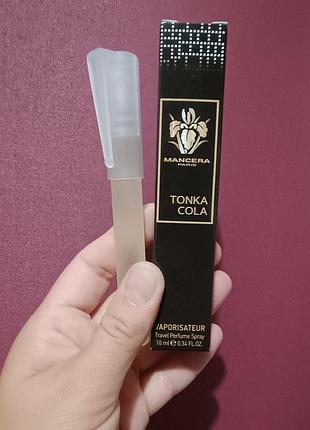 MANCERA
PARIS
TONKA
COLA
VAPORISATEUR
Travel Perfume Spray
10 ml ℮ 0.34 FL.OZ.